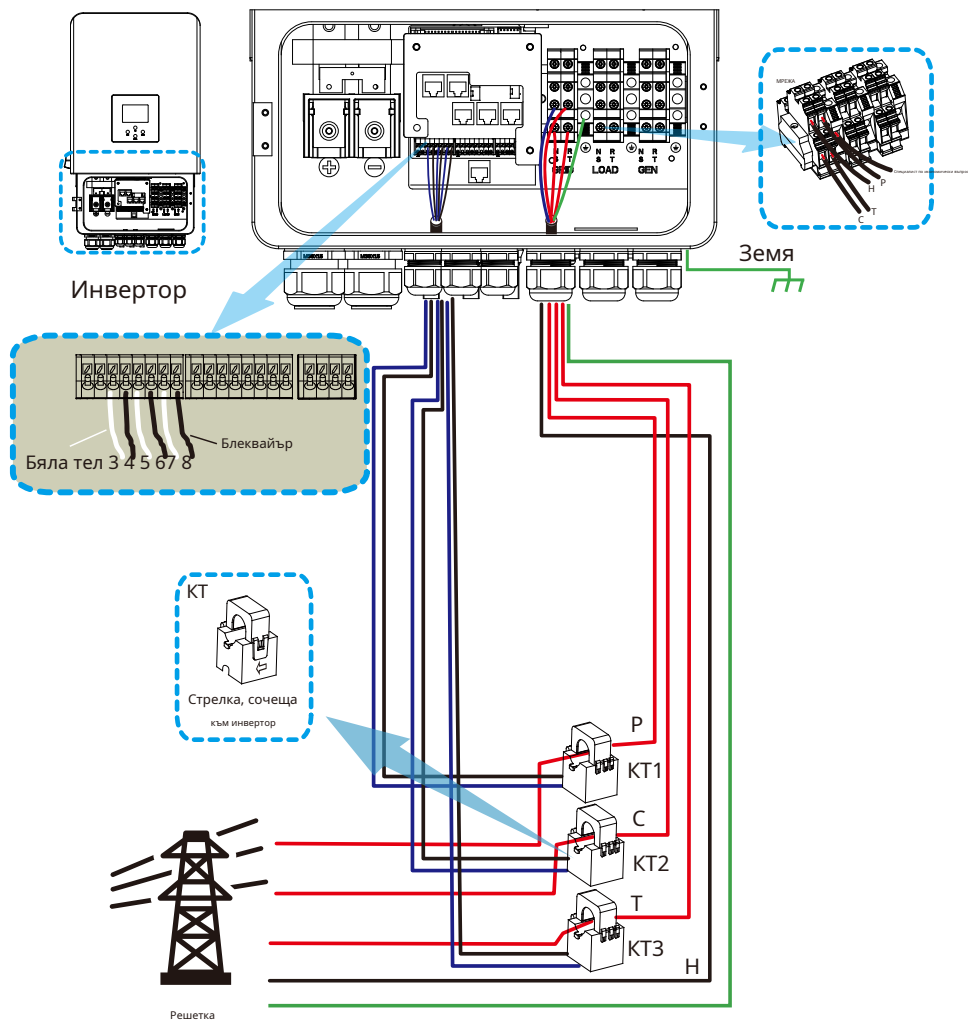 МРЕЖА
Р
Н
Т
С
N R N R
S T S T
GRID LOAD GEN
Земя
Инвертор
Блеквайър
Бяла тел 3 4 5 67 8
КТ
Стрелка, сочеща
към инвертор
Р
КТ1
С
КТ2
Т
КТ3
Н
Решетка